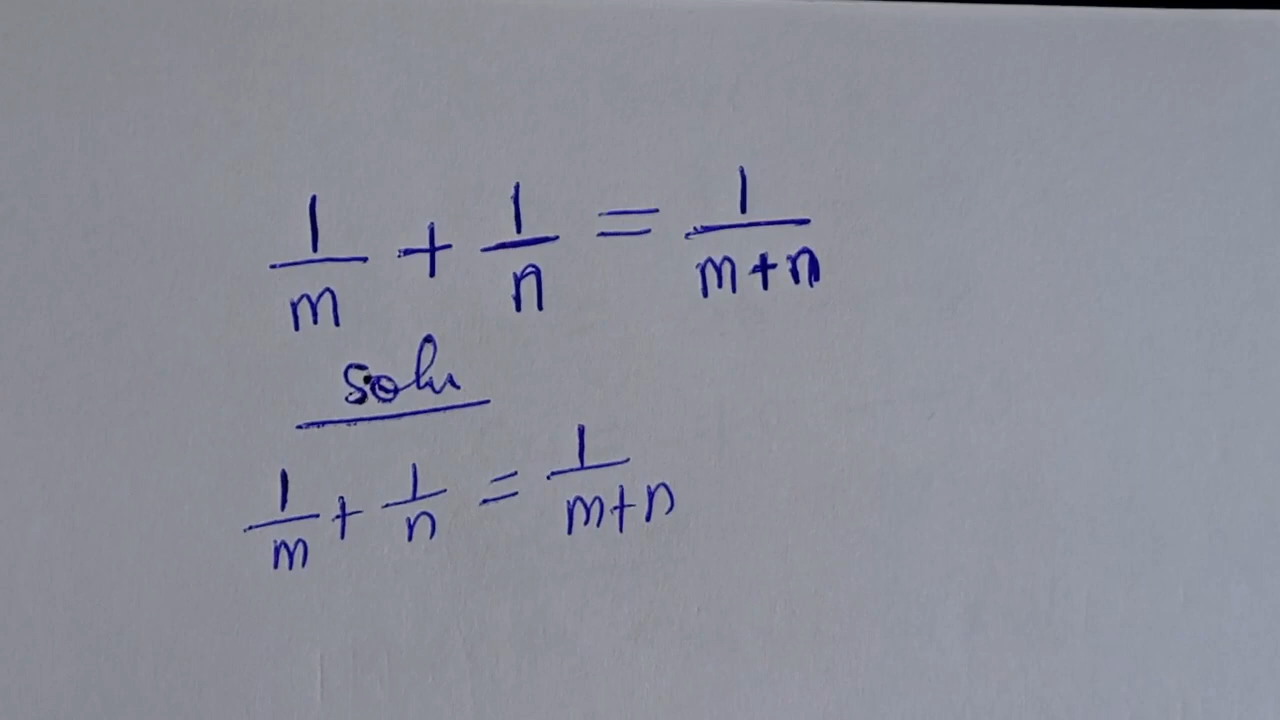 1/m + 1/n = 1/(m+n)
soln
1/m + 1/n = 1/(m+n)